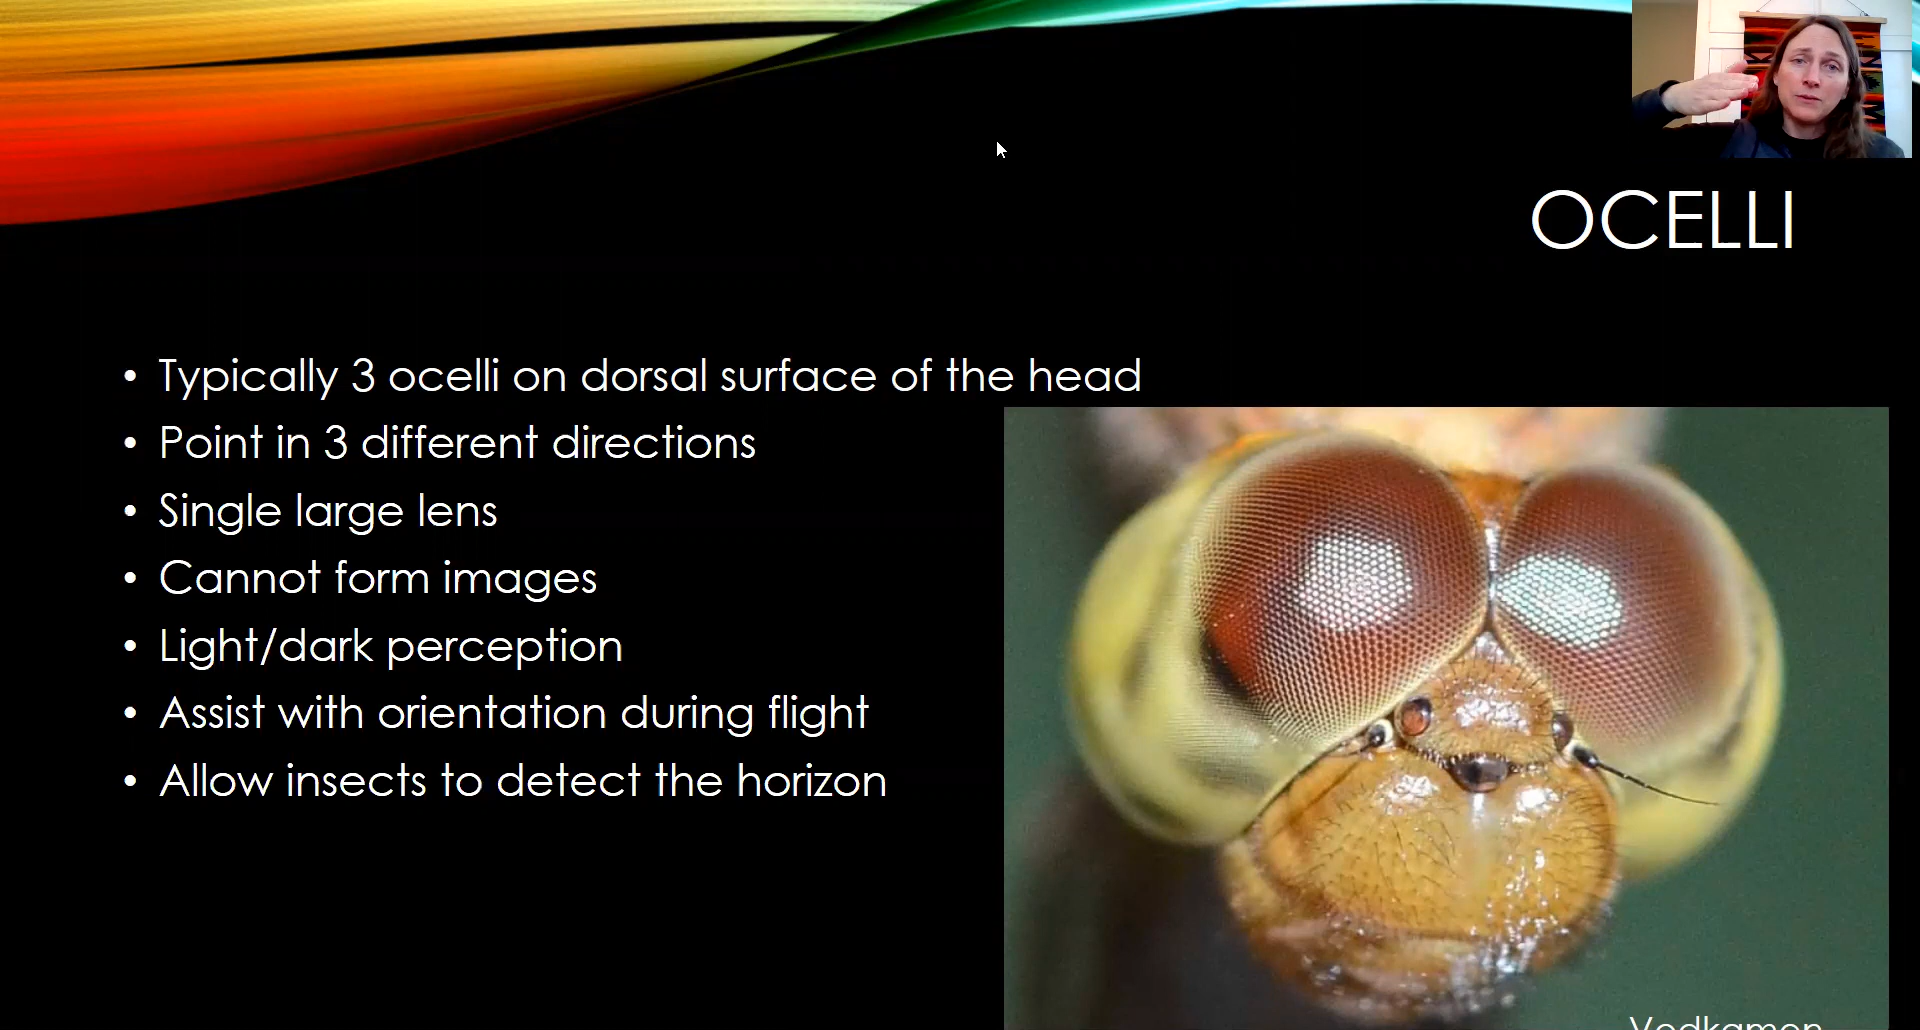 OCELLI
• Typically 3 ocelli on dorsal surface of the head
• Point in 3 different directions
• Single large lens
• Cannot form images
• Light/dark perception
• Assist with orientation during flight
• Allow insects to detect the horizon